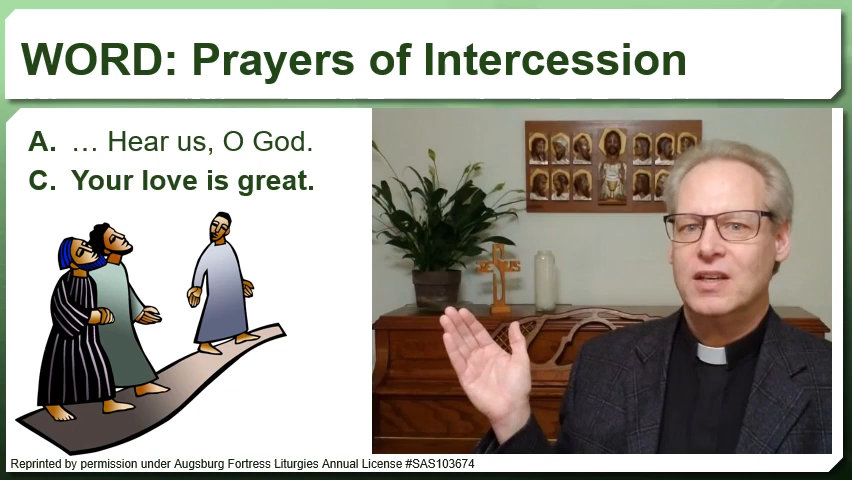 WORD: Prayers of Intercession
A. … Hear us, O God.
C. Your love is great.
JESUS
Reprinted by permission under Augsburg Fortress Liturgies Annual License #SAS103674